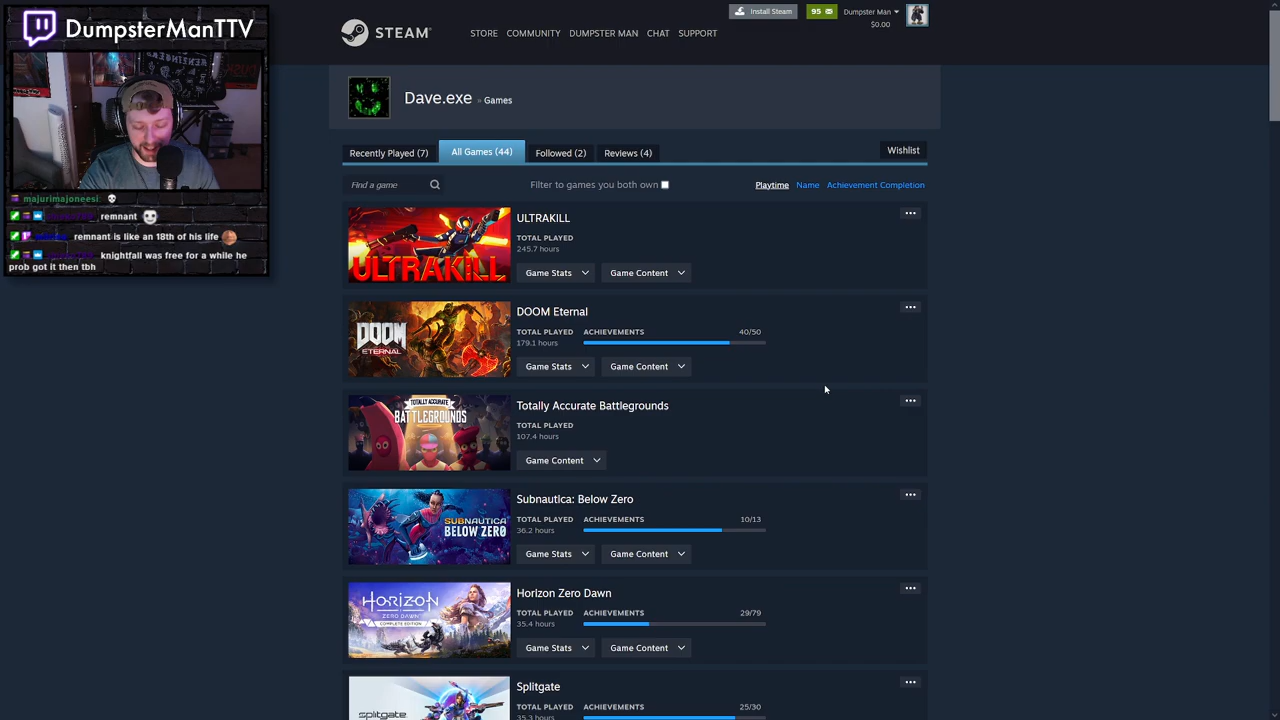 DumpsterManTTV
majurimajoneesi:
remnant
remnant is like an 18th of his life
knightfall was free for a while he
prob got it then tbh
STEAM®
STORE COMMUNITY DUMPSTER MAN CHAT SUPPORT
Install Steam
95
Dumpster Man
$0.00
Dave.exe » Games
Recently Played (7)
All Games (44)
Followed (2)
Reviews (4)
Wishlist
Find a game
Filter to games you both own
Playtime
Name
Achievement Completion
ULTRAKILL
ULTRAKILL
TOTAL PLAYED
245.7 hours
Game Stats
Game Content
DOOM
ETERNAL
DOOM Eternal
TOTAL PLAYED
179.1 hours
ACHIEVEMENTS 40/50
Game Stats
Game Content
TOTALLY ACCURATE
BATTLEGROUNDS
Totally Accurate Battlegrounds
TOTAL PLAYED
107.4 hours
Game Content
SUBNAUTICA
BELOW ZERO
Subnautica: Below Zero
TOTAL PLAYED
36.2 hours
ACHIEVEMENTS 10/13
Game Stats
Game Content
HORIZON
ZERO DAWN
COMPLETE EDITION
Horizon Zero Dawn
TOTAL PLAYED
35.4 hours
ACHIEVEMENTS 29/79
Game Stats
Game Content
splitgate
Splitgate
TOTAL PLAYED
35.3 hours
ACHIEVEMENTS 25/30